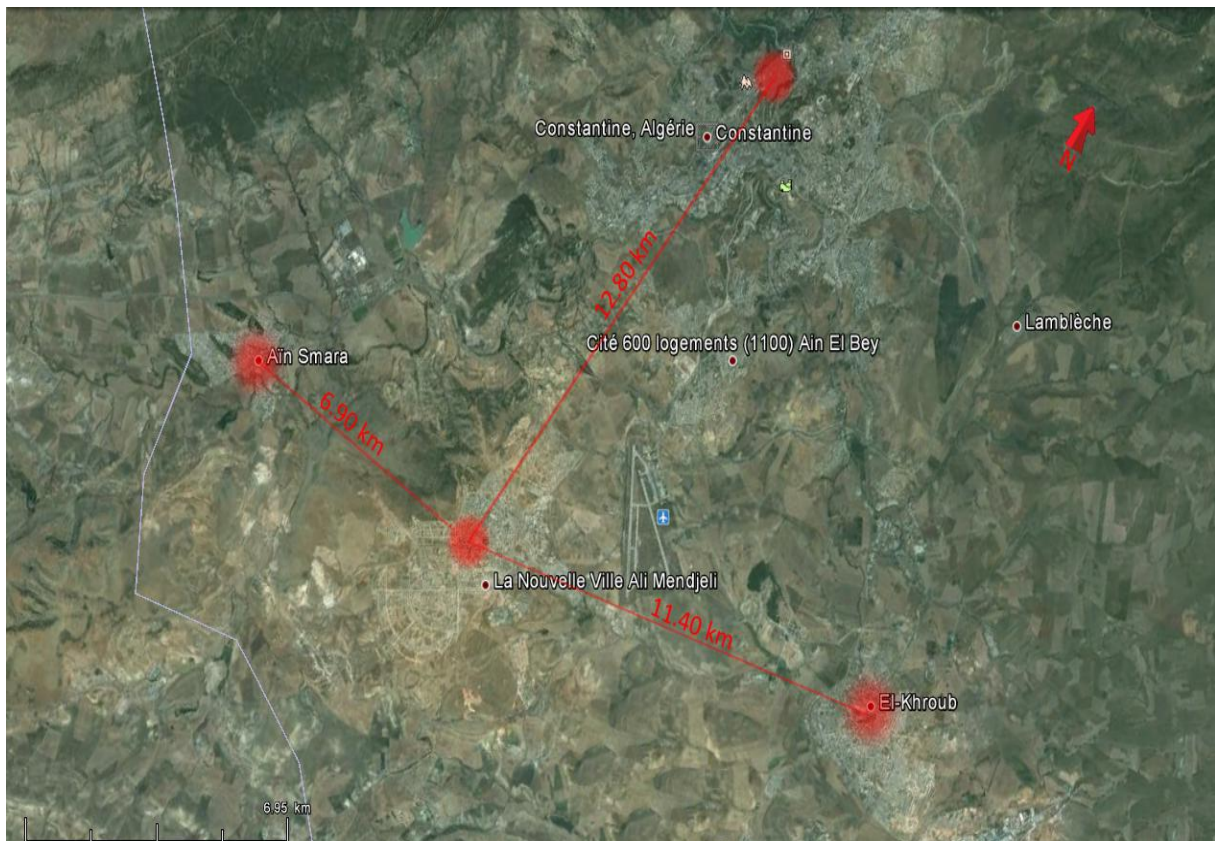 Constantine, Algérie
Constantine
N
12.80 km
Lamblèche
Cité 600 logements (1100) Ain El Bey
Aïn Smara
6.90 km
La Nouvelle Ville Ali Mendjeli
11.40 km
El-Khroub
6.95 km